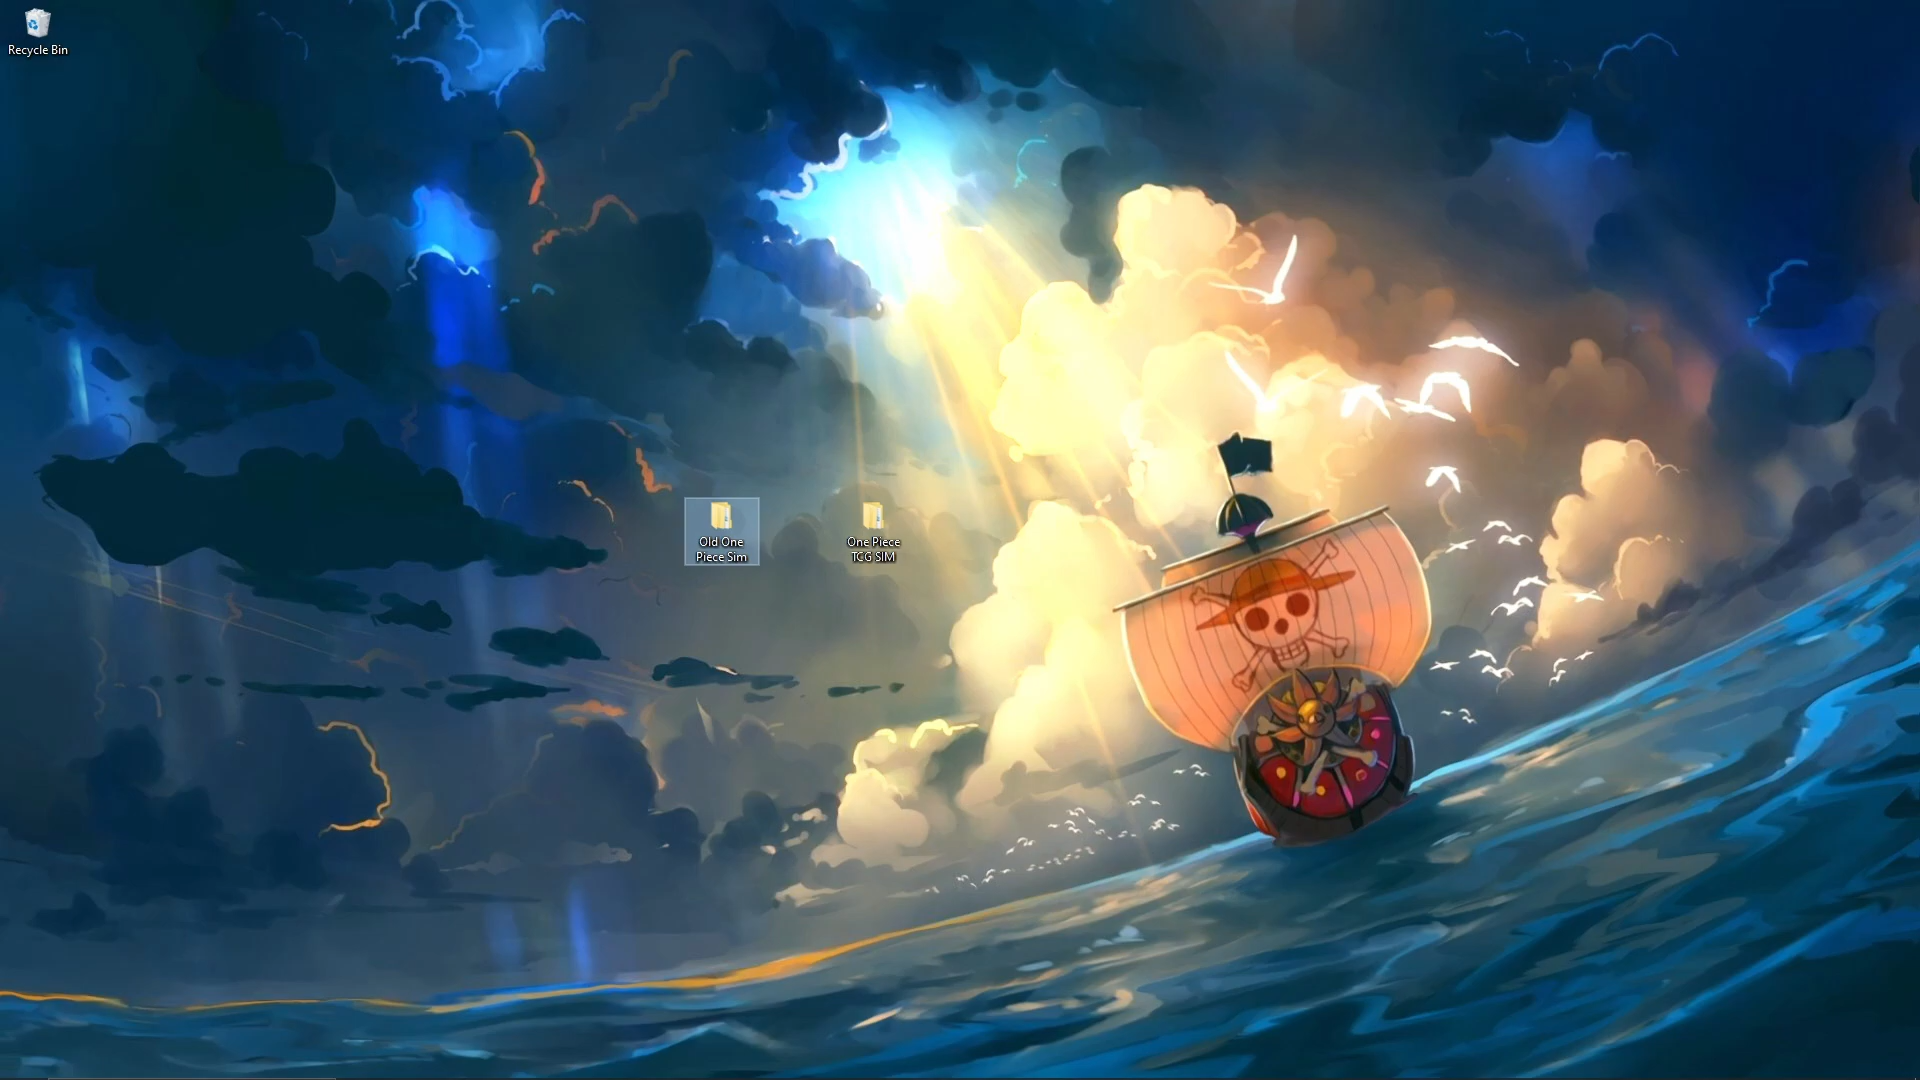 Recycle Bin
Old One
Piece Sim
One Piece
TCG SIM